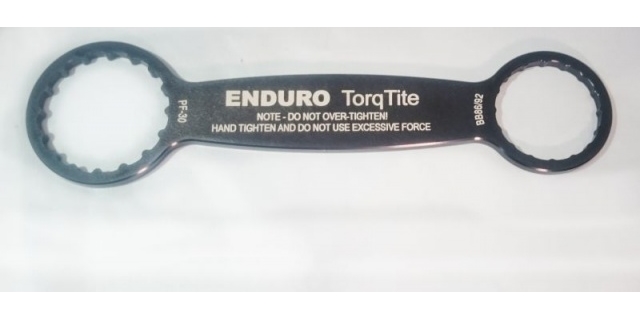 PF-30
ENDURO TorqTite
NOTE - DO NOT OVER-TIGHTEN!
HAND TIGHTEN AND DO NOT USE EXCESSIVE FORCE
BB86/92